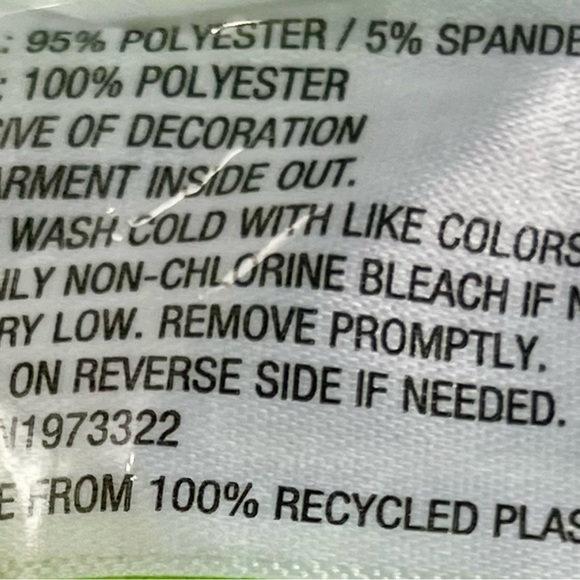 .: 95% POLYESTER / 5% SPANDE
: 100% POLYESTER
IVE OF DECORATION
ARMENT INSIDE OUT.
WASH COLD WITH LIKE COLORS
NLY NON-CHLORINE BLEACH IF N
RY LOW. REMOVE PROMPTLY.
ON REVERSE SIDE IF NEEDED.
1973322
E FROM 100% RECYCLED PLAS